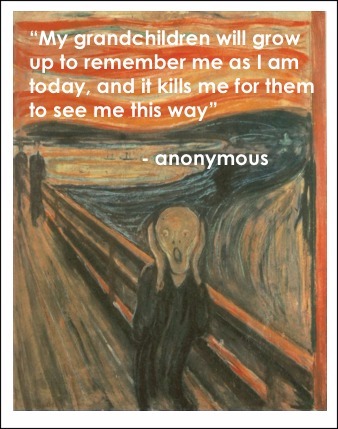 “My grandchildren will grow
up to remember me as I am
today, and it kills me for them
to see me this way”
- anonymous